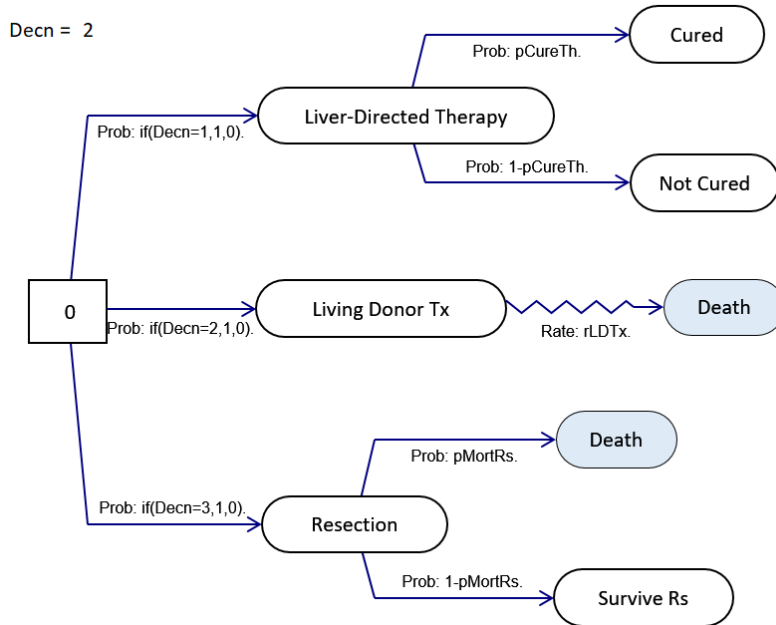 Decn = 2
Cured
Prob: pCureTh.
Liver-Directed Therapy
Prob: if(Decn=1,1,0).
Prob: 1-pCureTh.
Not Cured
0
Living Donor Tx
Death
Prob: if(Decn=2,1,0).
Rate: rLDTx.
Death
Prob: pMortRs.
Prob: if(Decn=3,1,0).
Resection
Prob: 1-pMortRs.
Survive Rs